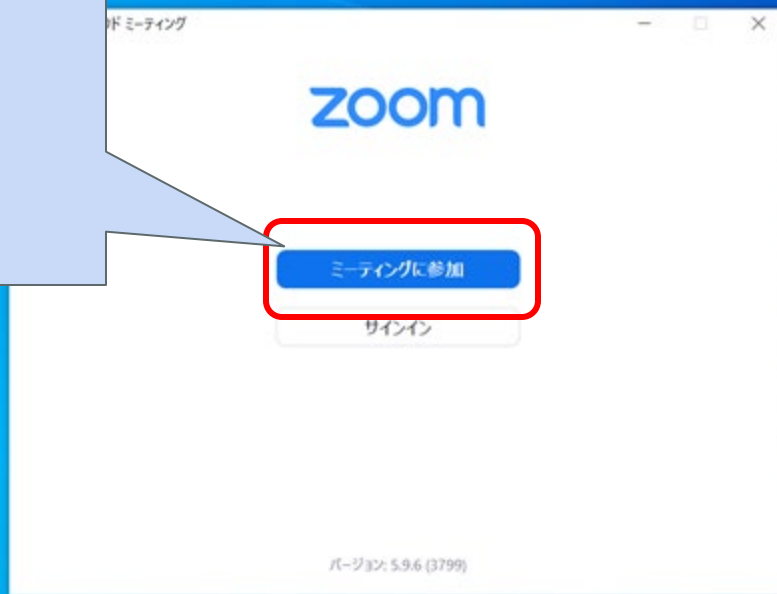 ド ミーティング
zoom
ミーティングに参加
サインイン
バージョン: 5.9.6 (3799)